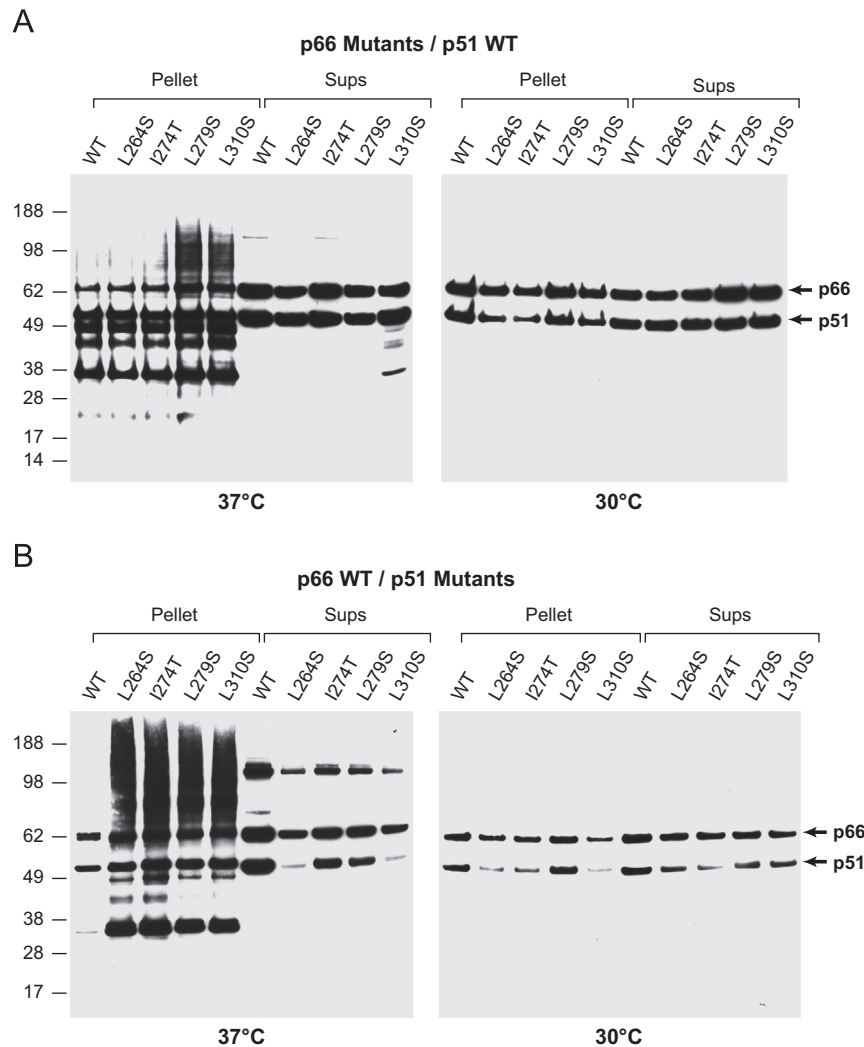 A
p66 Mutants / p51 WT
Pellet Sups Pellet Sups
WT L264S I274T L279S L310S WT L264S I274T L279S L310S WT L264S I274T L279S L310S WT L264S I274T L279S L310S
188
98
62
49
38
28
17
14
p66
p51
37°C 30°C
B
p66 WT / p51 Mutants
Pellet Sups Pellet Sups
WT L264S I274T L279S L310S WT L264S I274T L279S L310S WT L264S I274T L279S L310S WT L264S I274T L279S L310S
188
98
62
49
38
28
17
p66
p51
37°C 30°C